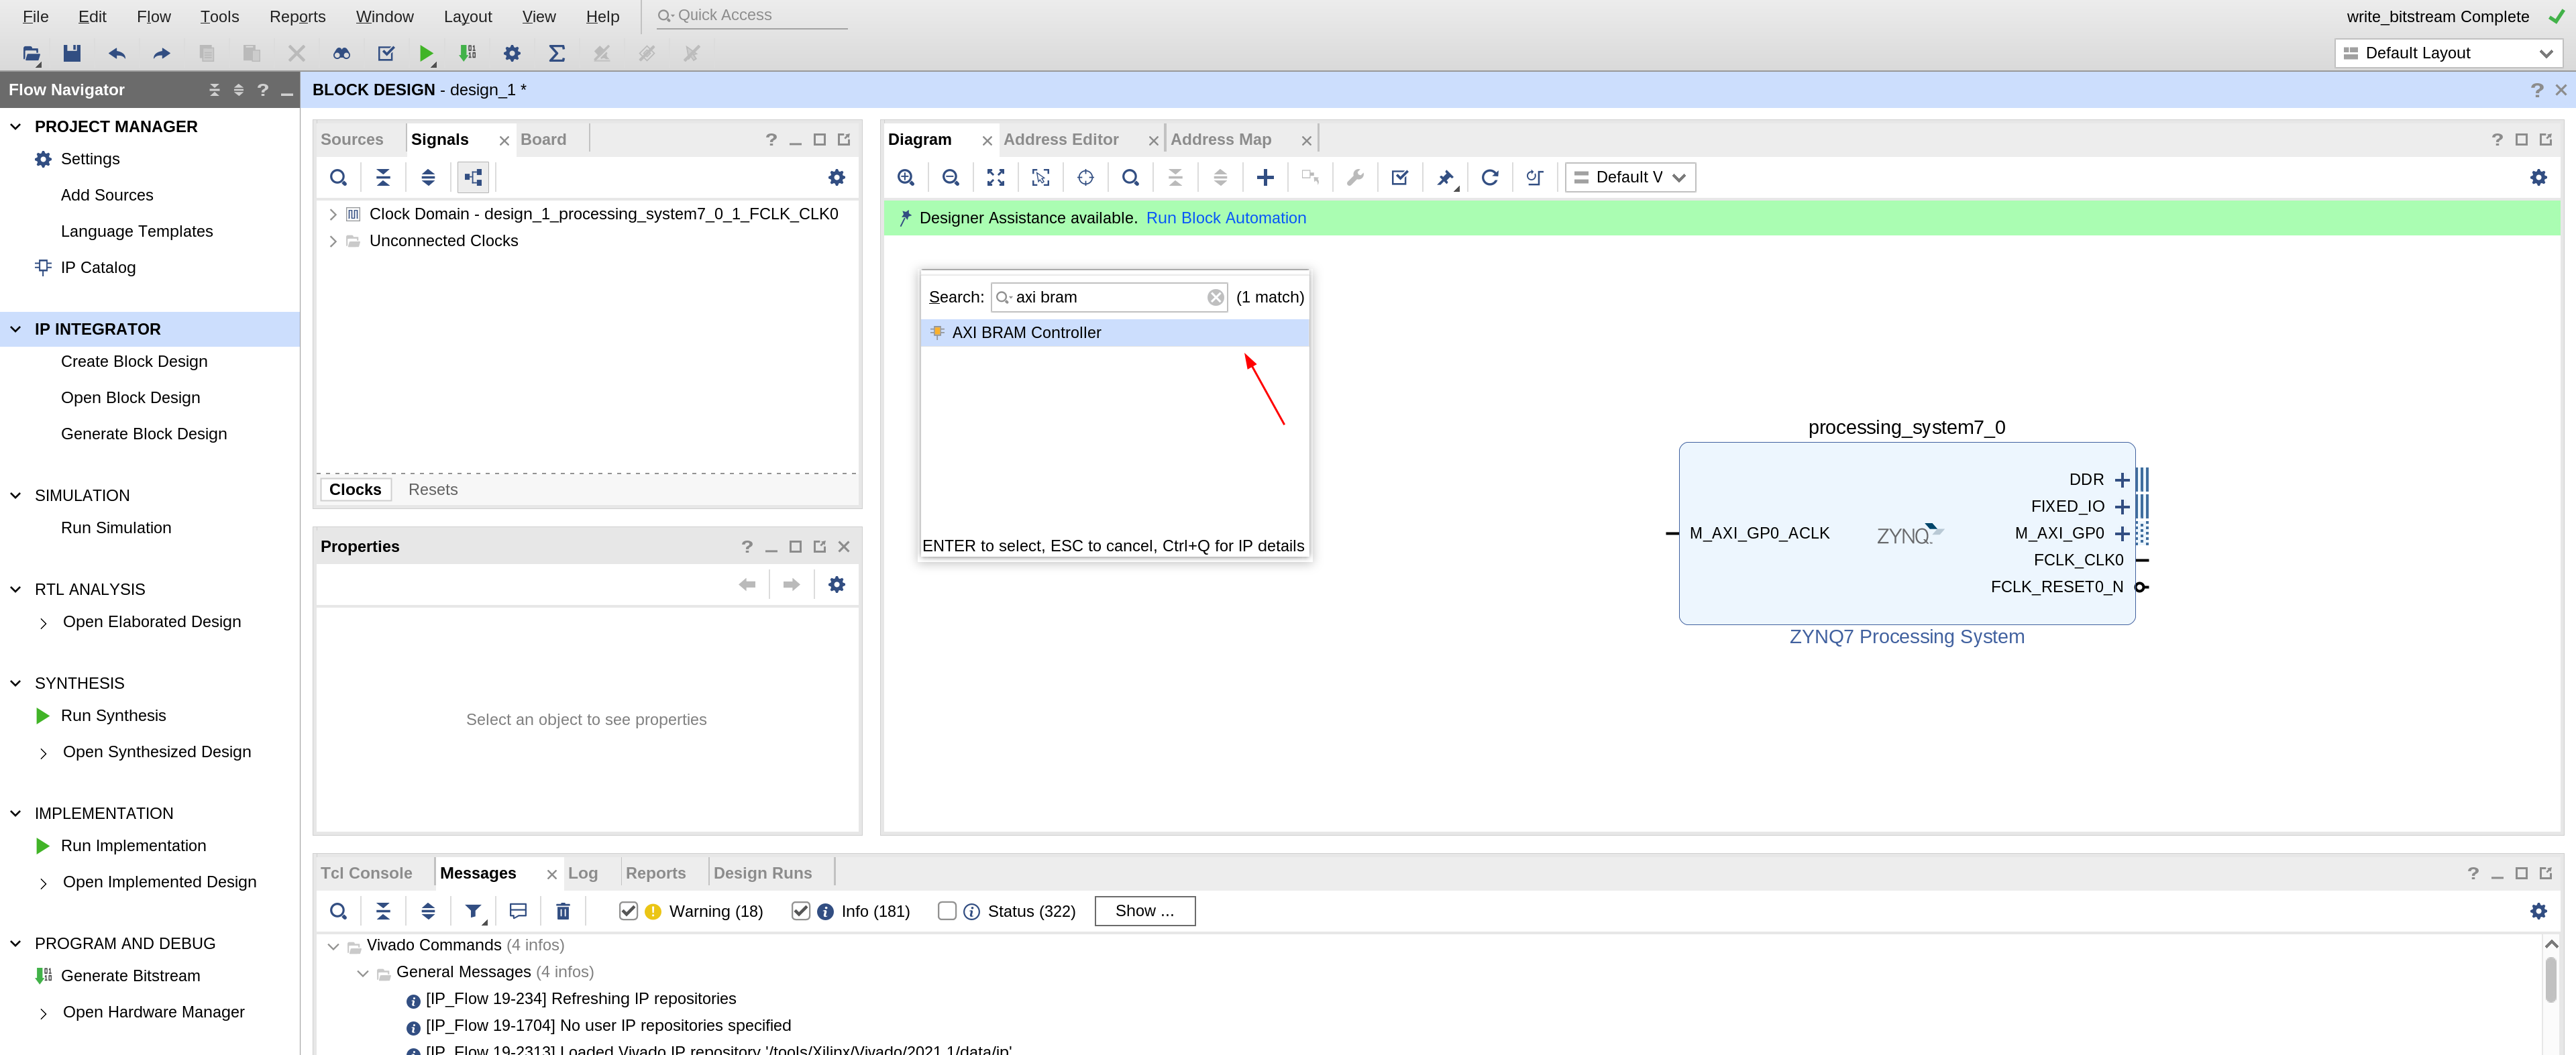 File Edit Flow Tools Reports Window Layout View Help Quick Access write_bitstream Complete
Default Layout
Flow Navigator
PROJECT MANAGER
Settings
Add Sources
Language Templates
IP Catalog
IP INTEGRATOR
Create Block Design
Open Block Design
Generate Block Design
SIMULATION
Run Simulation
RTL ANALYSIS
Open Elaborated Design
SYNTHESIS
Run Synthesis
Open Synthesized Design
IMPLEMENTATION
Run Implementation
Open Implemented Design
PROGRAM AND DEBUG
Generate Bitstream
Open Hardware Manager
BLOCK DESIGN - design_1 *
Sources Signals Board
Clock Domain - design_1_processing_system7_0_1_FCLK_CLK0
Unconnected Clocks
Clocks Resets
Properties
Select an object to see properties
Diagram Address Editor Address Map
Default V
Designer Assistance available. Run Block Automation
Search: axi bram (1 match)
AXI BRAM Controller
ENTER to select, ESC to cancel, Ctrl+Q for IP details
processing_system7_0
DDR
FIXED_IO
M_AXI_GP0_ACLK ZYNQ. M_AXI_GP0
FCLK_CLK0
FCLK_RESET0_N
ZYNQ7 Processing System
Tcl Console Messages Log Reports Design Runs
Warning (18) Info (181) Status (322) Show ...
Vivado Commands (4 infos)
General Messages (4 infos)
[IP_Flow 19-234] Refreshing IP repositories
[IP_Flow 19-1704] No user IP repositories specified
[IP_Flow 19-2313] Loaded Vivado IP repository '/tools/Xilinx/Vivado/2021.1/data/ip'